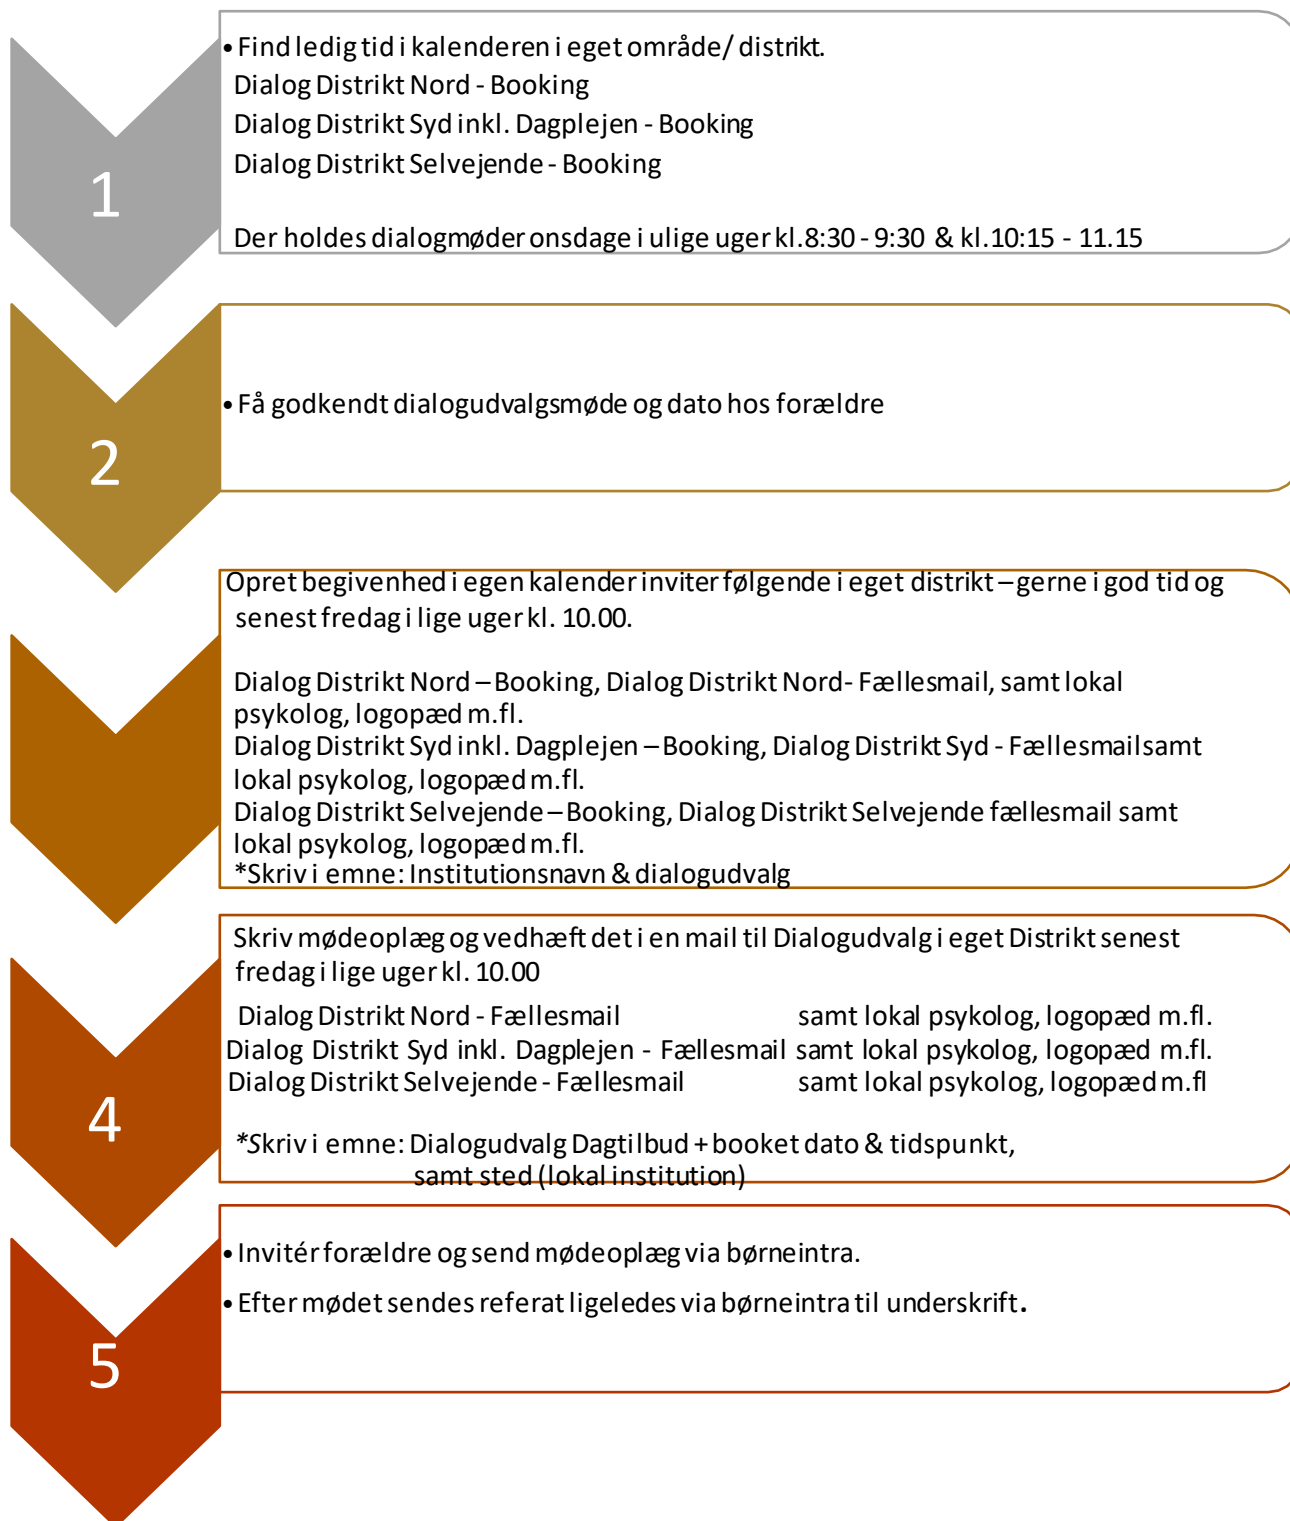 • Find ledig tid i kalenderen i eget område/ distrikt.
Dialog Distrikt Nord - Booking
Dialog Distrikt Syd inkl. Dagplejen - Booking
Dialog Distrikt Selvejende - Booking
1
Der holdes dialogmøder onsdage i ulige uger kl.8:30 - 9:30 & kl.10:15 - 11.15
• Få godkendt dialogudvalgsmøde og dato hos forældre
2
Opret begivenhed i egen kalender inviter følgende i eget distrikt – gerne i god tid og
senest fredag i lige uger kl. 10.00.
Dialog Distrikt Nord – Booking, Dialog Distrikt Nord- Fællesmail, samt lokal
psykolog, logopæd m.fl.
Dialog Distrikt Syd inkl. Dagplejen – Booking, Dialog Distrikt Syd - Fællesmail samt
lokal psykolog, logopæd m.fl.
Dialog Distrikt Selvejende – Booking, Dialog Distrikt Selvejende fællesmail samt
lokal psykolog, logopæd m.fl.
*Skriv i emne: Institutionsnavn & dialogudvalg
Skriv mødeoplæg og vedhæft det i en mail til Dialogudvalg i eget Distrikt senest
fredag i lige uger kl. 10.00
Dialog Distrikt Nord - Fællesmail samt lokal psykolog, logopæd m.fl.
Dialog Distrikt Syd inkl. Dagplejen - Fællesmail samt lokal psykolog, logopæd m.fl.
Dialog Distrikt Selvejende - Fællesmail samt lokal psykolog, logopæd m.fl
4
*Skriv i emne: Dialogudvalg Dagtilbud + booket dato & tidspunkt,
samt sted (lokal institution)
• Invitér forældre og send mødeoplæg via børneintra.
• Efter mødet sendes referat ligeledes via børneintra til underskrift.
5